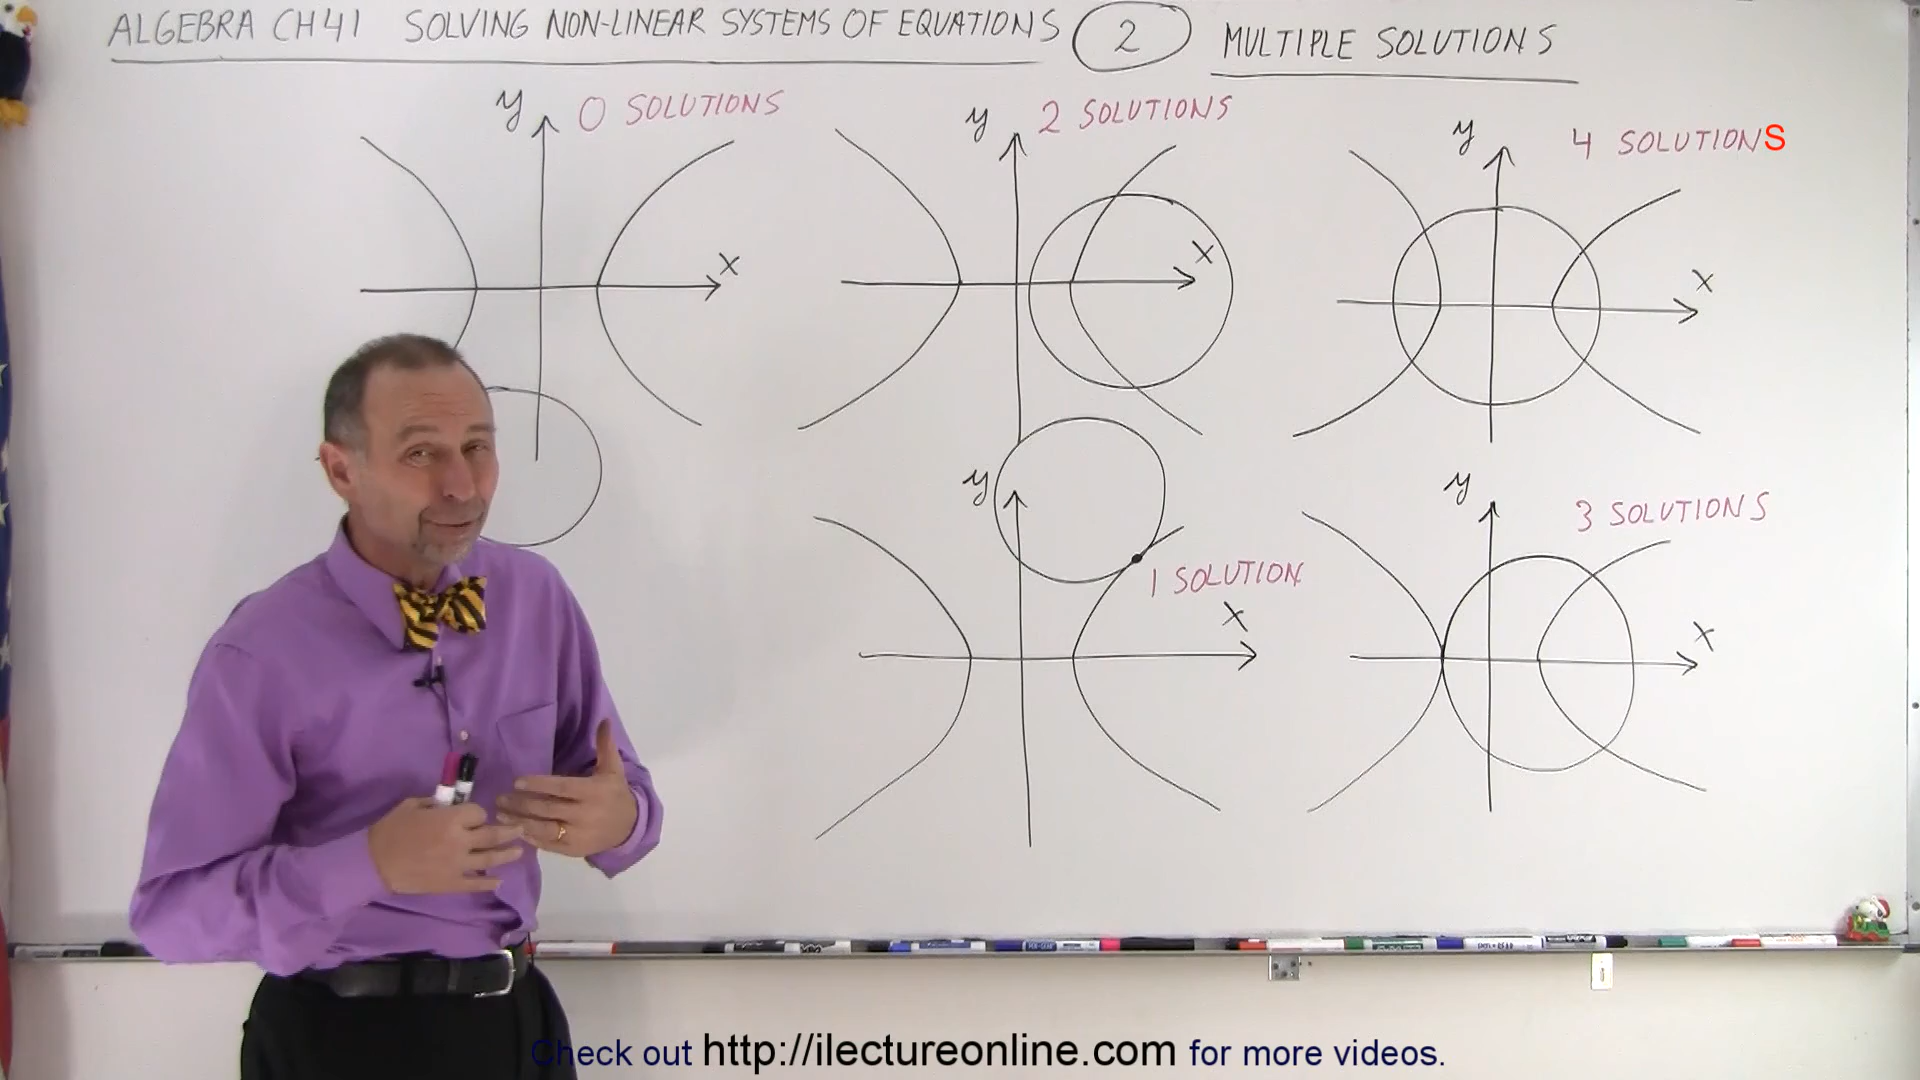 ALGEBRA CH 41 SOLVING NON-LINEAR SYSTEMS OF EQUATIONS 2 MULTIPLE SOLUTIONS
y 0 SOLUTIONS
x
y 2 SOLUTIONS
x
y 4 SOLUTIONS
x
y
1 SOLUTION
x
y
3 SOLUTIONS
x
Check out http://ilectureonline.com for more videos.